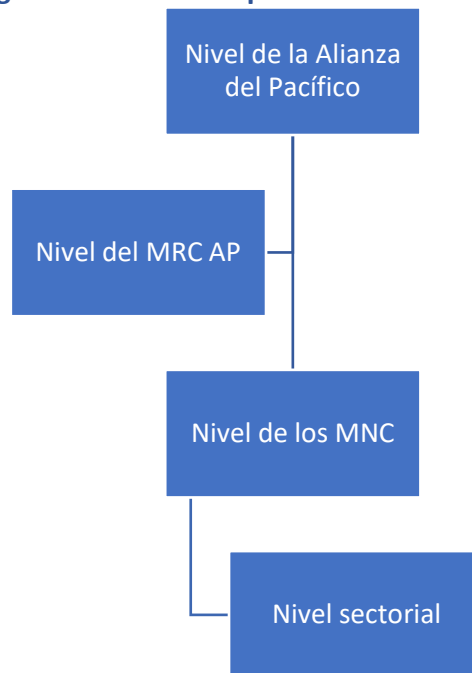 Nivel de la Alianza
del Pacífico
Nivel del MRC AP
Nivel de los MNC
Nivel sectorial